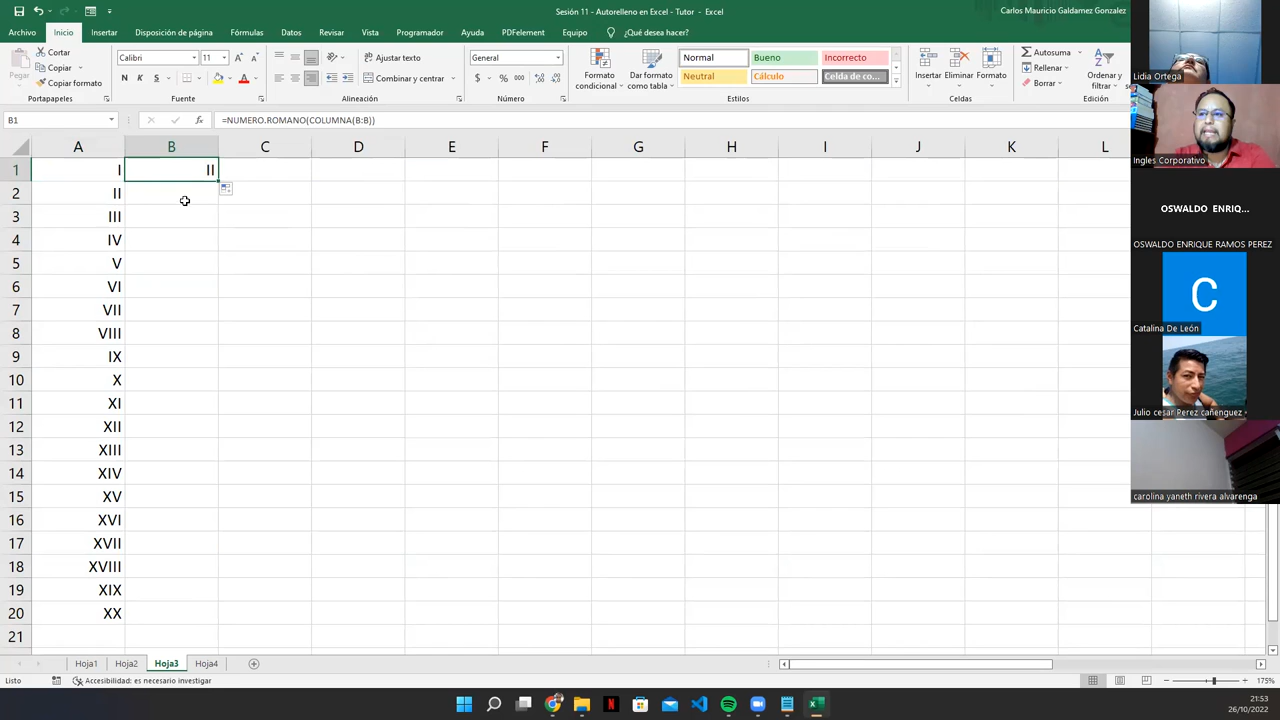 Sesión 11 - Autorelleno en Excel - Tutor - Excel
Carlos Mauricio Galdamez Gonzalez
Archivo Inicio Insertar Disposición de página Fórmulas Datos Revisar Vista Programador Ayuda PDFelement Equipo ¿Qué desea hacer?
Pegar
Cortar
Copiar
Copiar formato
Portapapeles
Calibri 11
N K S
Fuente
Ajustar texto
Combinar y centrar
Alineación
General
$ % 000
Número
Formato condicional
Dar formato como tabla
Normal Bueno Incorrecto
Neutral Cálculo Celda de co...
Estilos
Insertar Eliminar Formato
Celdas
Autosuma
Rellenar
Borrar
Ordenar y filtrar
Edición
B1 fx =NUMERO.ROMANO(COLUMNA(B:B))
A B C D E F G H I J K L
1 I II
2 II
3 III
4 IV
5 V
6 VI
7 VII
8 VIII
9 IX
10 X
11 XI
12 XII
13 XIII
14 XIV
15 XV
16 XVI
17 XVII
18 XVIII
19 XIX
20 XX
21
Hoja1 Hoja2 Hoja3 Hoja4
Listo Accesibilidad: es necesario investigar 175%
21:53
26/10/2022
Lidia Ortega
Ingles Corporativo
OSWALDO ENRIQ...
OSWALDO ENRIQUE RAMOS PEREZ
C
Catalina De León
Julio cesar Perez cañenguez
carolina yaneth rivera alvarenga